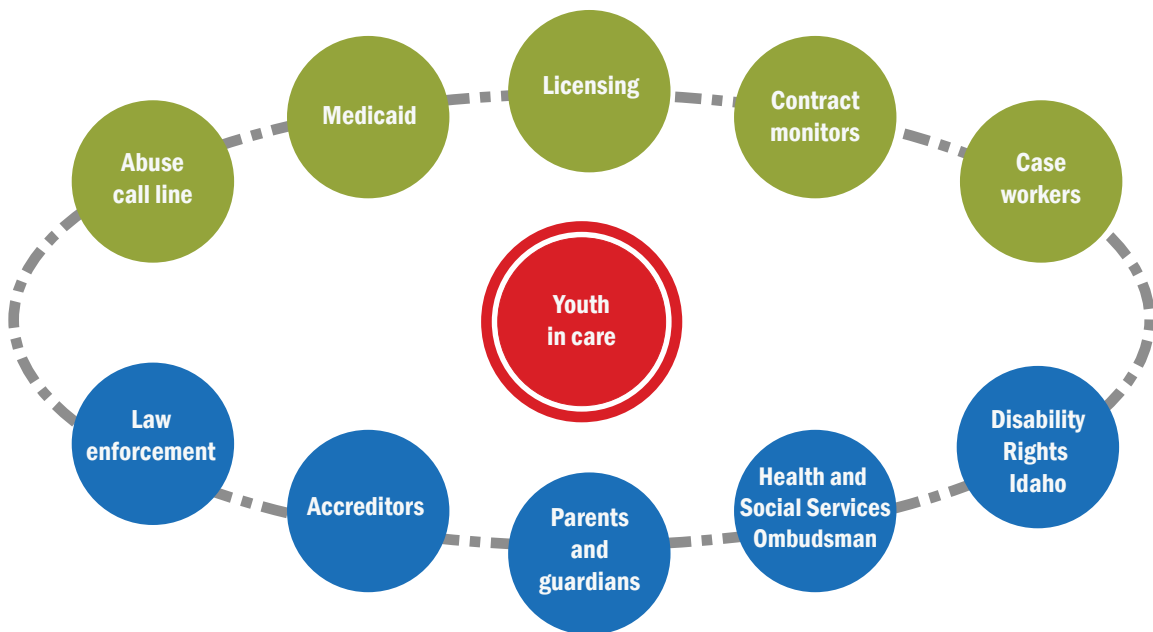 Licensing
Medicaid
Contract
monitors
Abuse
call line
Case
workers
Youth
in care
Law
enforcement
Accreditors
Parents
and
guardians
Health and
Social Services
Ombudsman
Disability
Rights
Idaho